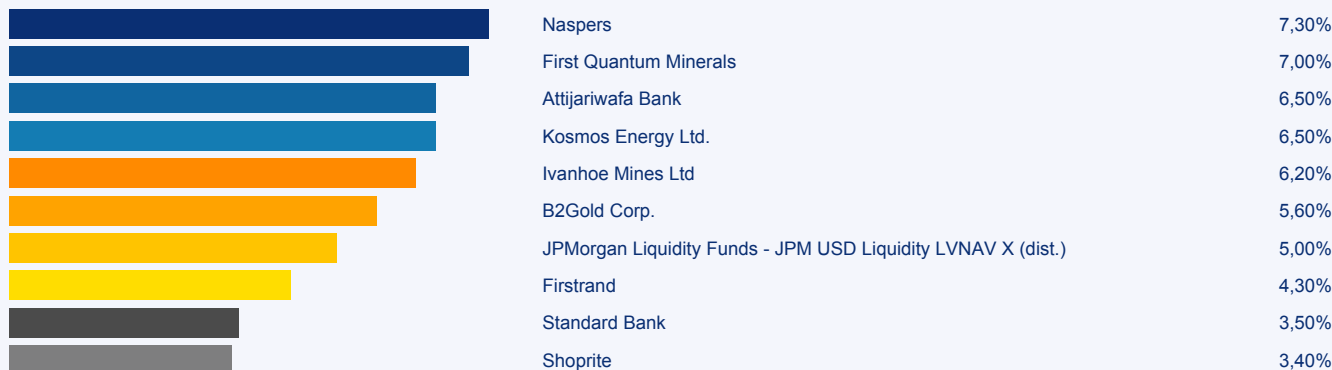 Naspers 7,30%
First Quantum Minerals 7,00%
Attijariwafa Bank 6,50%
Kosmos Energy Ltd. 6,50%
Ivanhoe Mines Ltd 6,20%
B2Gold Corp. 5,60%
JPMorgan Liquidity Funds - JPM USD Liquidity LVNAV X (dist.) 5,00%
Firstrand 4,30%
Standard Bank 3,50%
Shoprite 3,40%